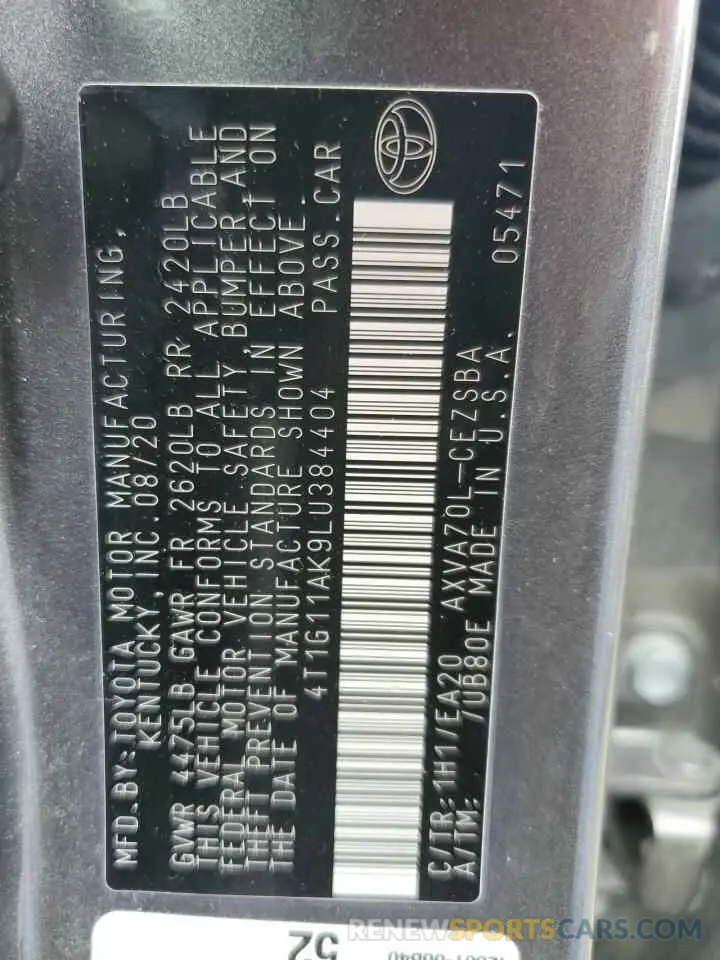 MFD. BY: TOYOTA MOTOR MANUFACTURING,
KENTUCKY, INC. 08/20
GVWR 4475LB GAWR FR 2620LB RR 2420LB
THIS VEHICLE CONFORMS TO ALL APPLICABLE
FEDERAL MOTOR VEHICLE SAFETY, BUMPER, AND
THEFT PREVENTION STANDARDS IN EFFECT ON
THE DATE OF MANUFACTURE SHOWN ABOVE.
4T1G11AK9LU384404 PASS. CAR
C/TR: 1H1/EA20 AXVA70L-CEZSBA 05471
A/TM: /UB80E MADE IN U.S.A.
52
RENEWSPORTSCARS.COM